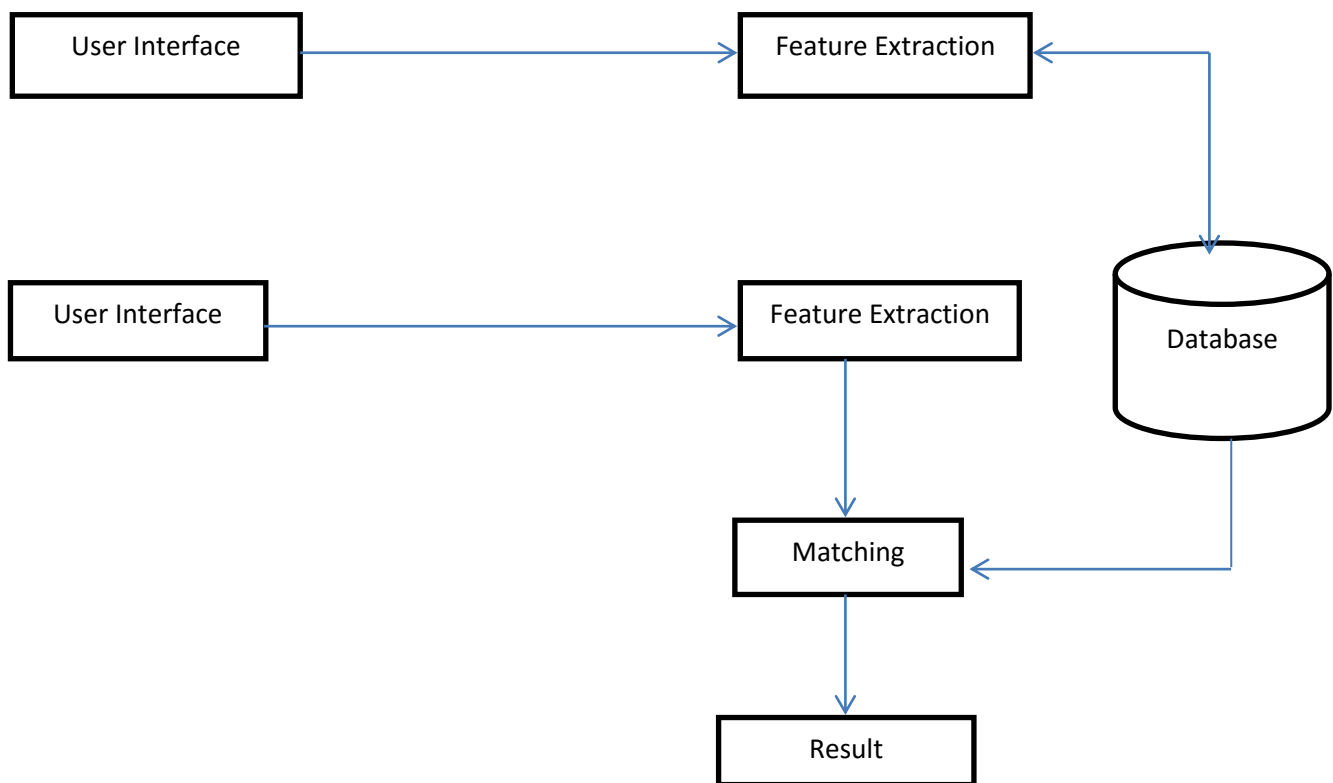 User Interface
Feature Extraction
User Interface
Feature Extraction
Database
Matching
Result